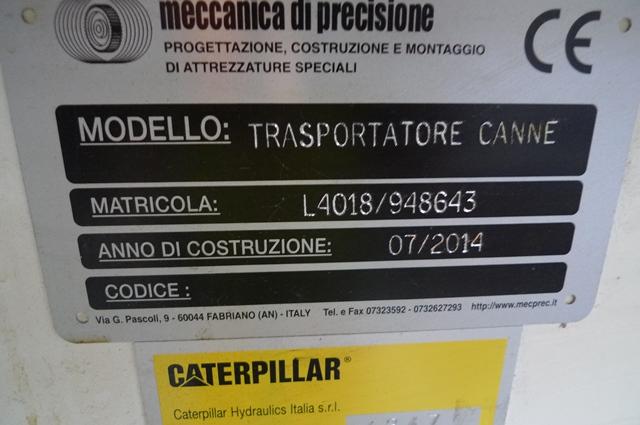 meccanica di precisione
PROGETTAZIONE, COSTRUZIONE E MONTAGGIO
DI ATTREZZATURE SPECIALI
CE
MODELLO: TRASPORTATORE CANNE
MATRICOLA: L4018/948643
ANNO DI COSTRUZIONE: 07/2014
CODICE :
Via G. Pascoli, 9 - 60044 FABRIANO (AN) - ITALY Tel. e Fax 07323592 - 0732627293 http://www.mecprec.it
CATERPILLAR®
Caterpillar Hydraulics Italia s.r.l.